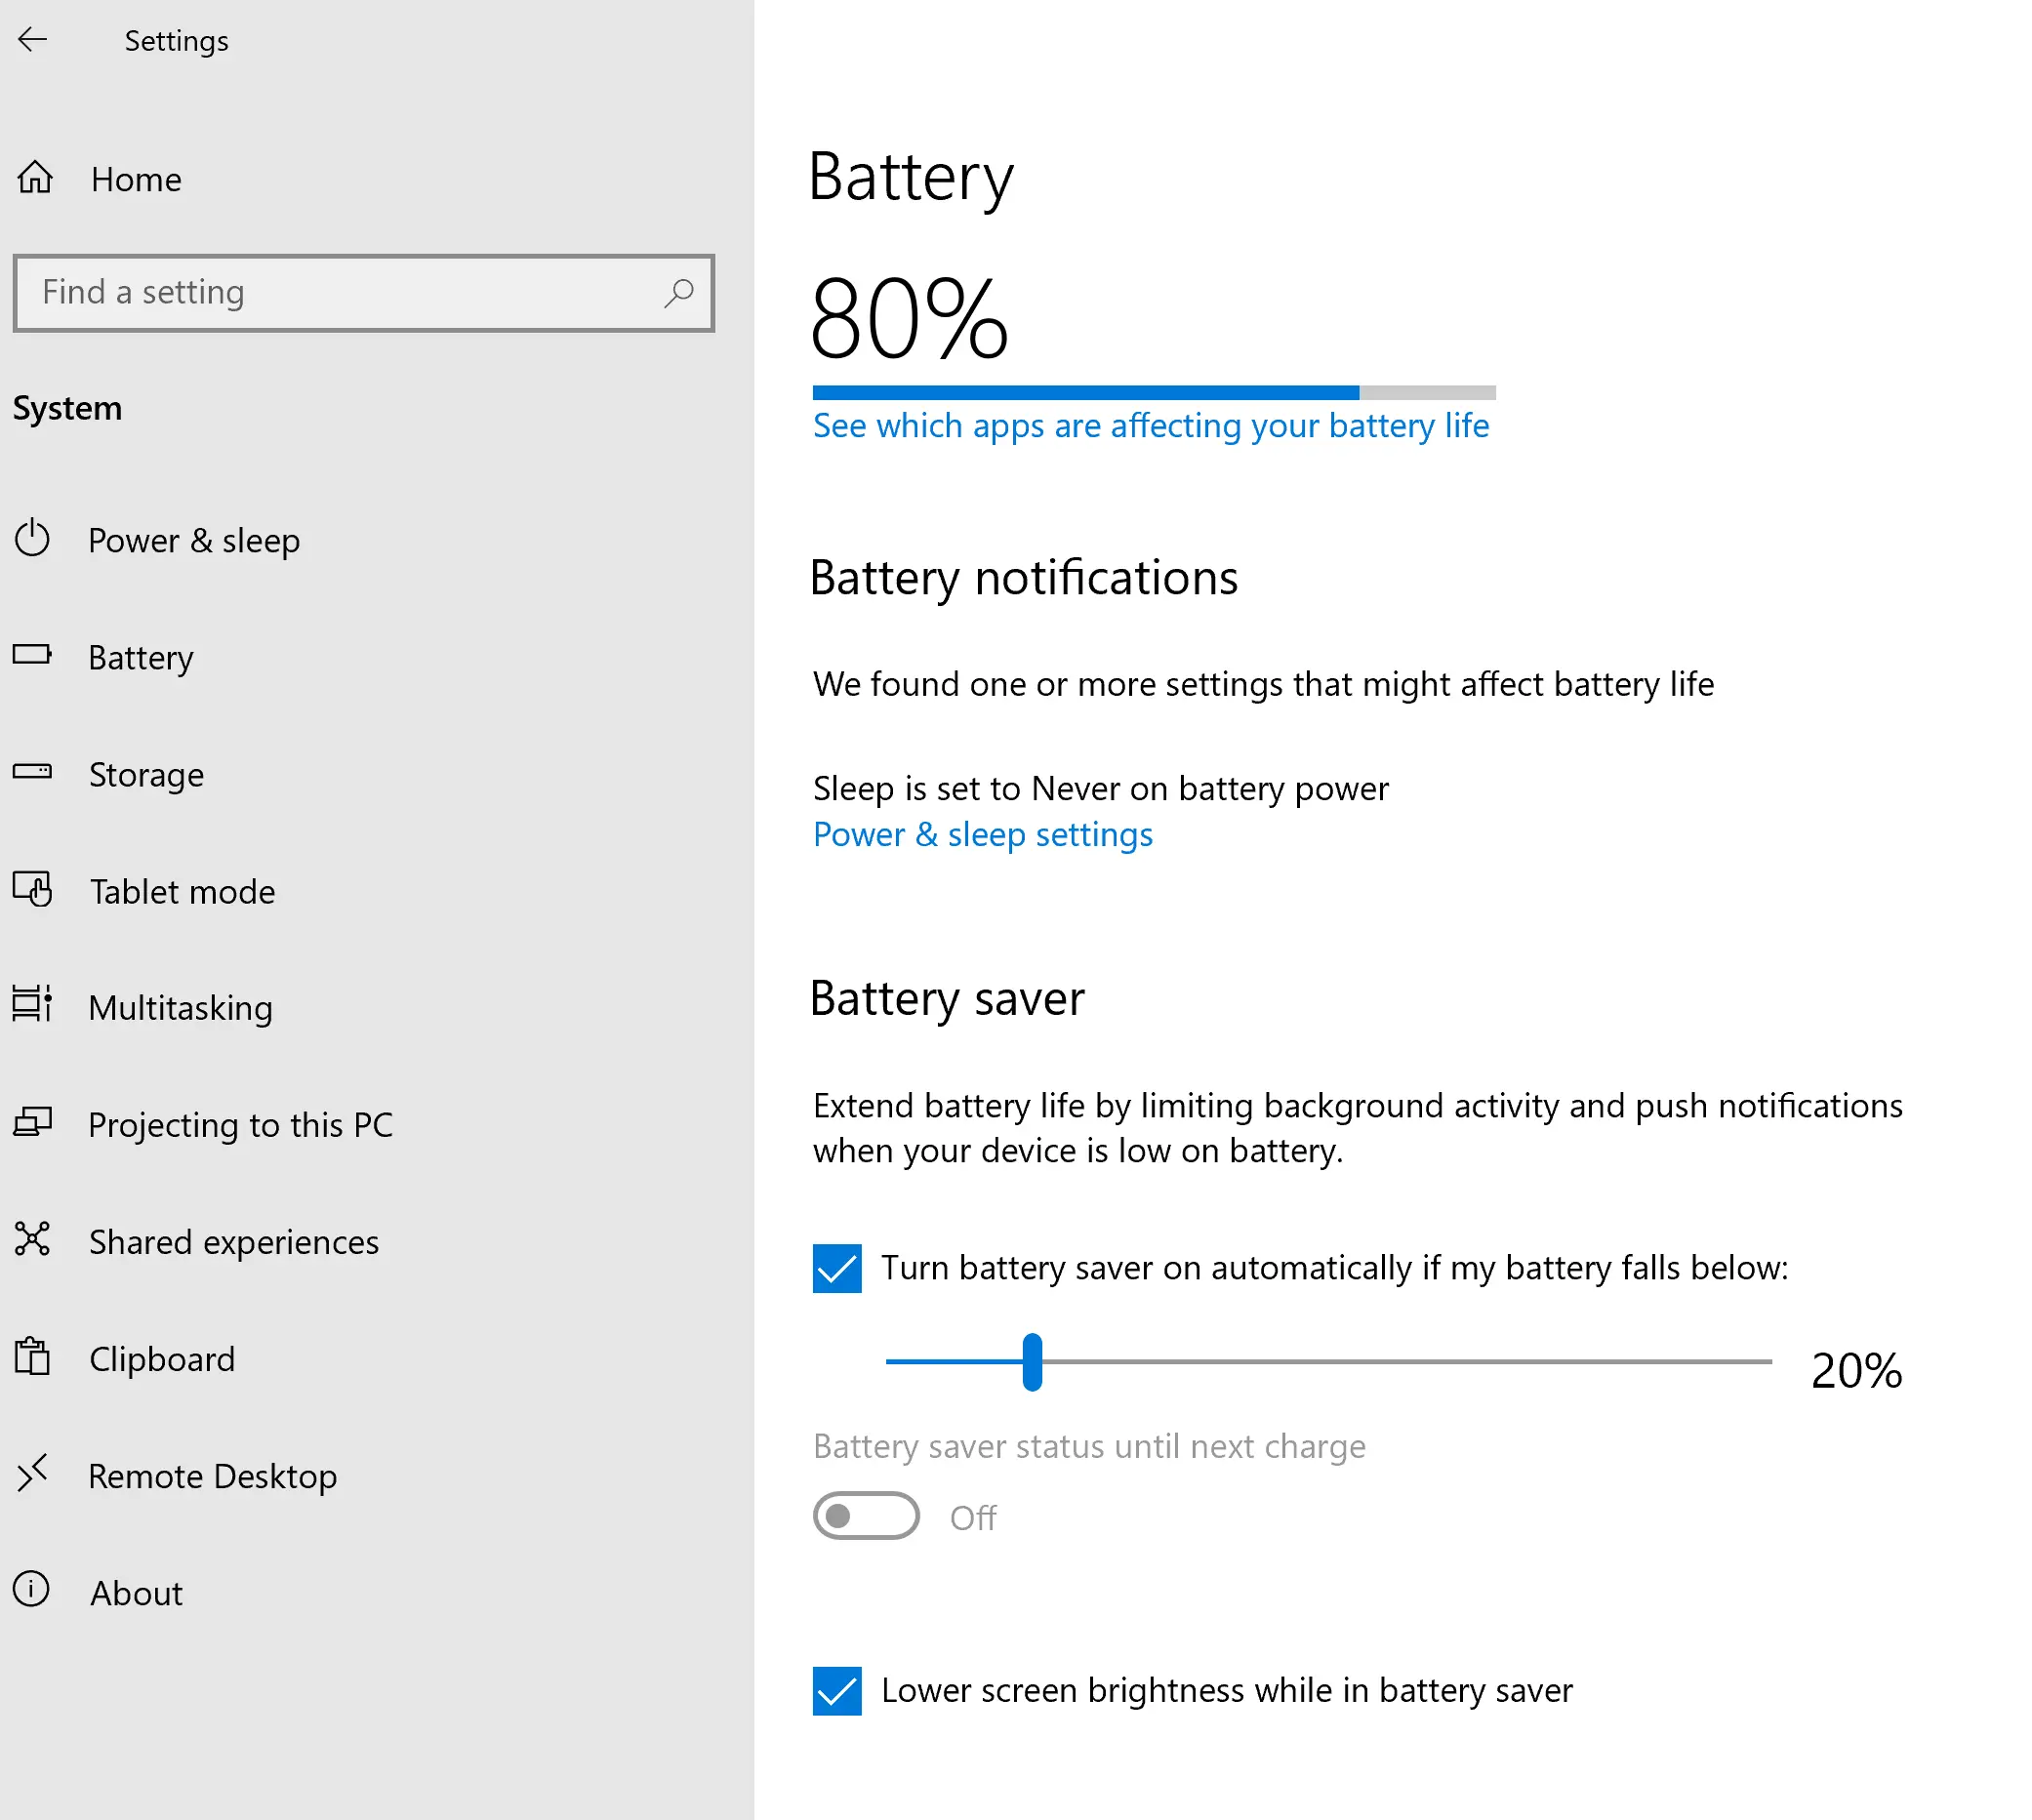 Settings
Home
Find a setting
System
Power & sleep
Battery
Storage
Tablet mode
Multitasking
Projecting to this PC
Shared experiences
Clipboard
Remote Desktop
About
Battery
80%
See which apps are affecting your battery life
Battery notifications
We found one or more settings that might affect battery life
Sleep is set to Never on battery power
Power & sleep settings
Battery saver
Extend battery life by limiting background activity and push notifications
when your device is low on battery.
Turn battery saver on automatically if my battery falls below:
20%
Battery saver status until next charge
Off
Lower screen brightness while in battery saver